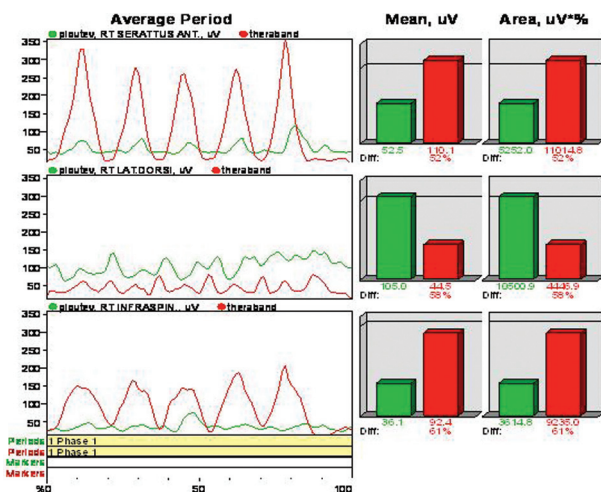 Average Period
Mean, uV
Area, uV*%
ploutev, RT SERATTUS ANT., uV theraband
350
300
250
200
150
100
50
Diff: 52.5 110.1
52%
Diff: 5252.0 11014.8
52%
ploutev, RT LAT.DORSI, uV theraband
350
300
250
200
150
100
50
Diff: 105.0 44.5
58%
Diff: 10500.9 4445.9
58%
ploutev, RT INFRASPIN., uV theraband
350
300
250
200
150
100
50
Diff: 36.1 92.4
61%
Diff: 3614.8 9235.0
61%
Periods 1 Phase 1
Periods 1 Phase 1
Markers
Markers
%0 50 100